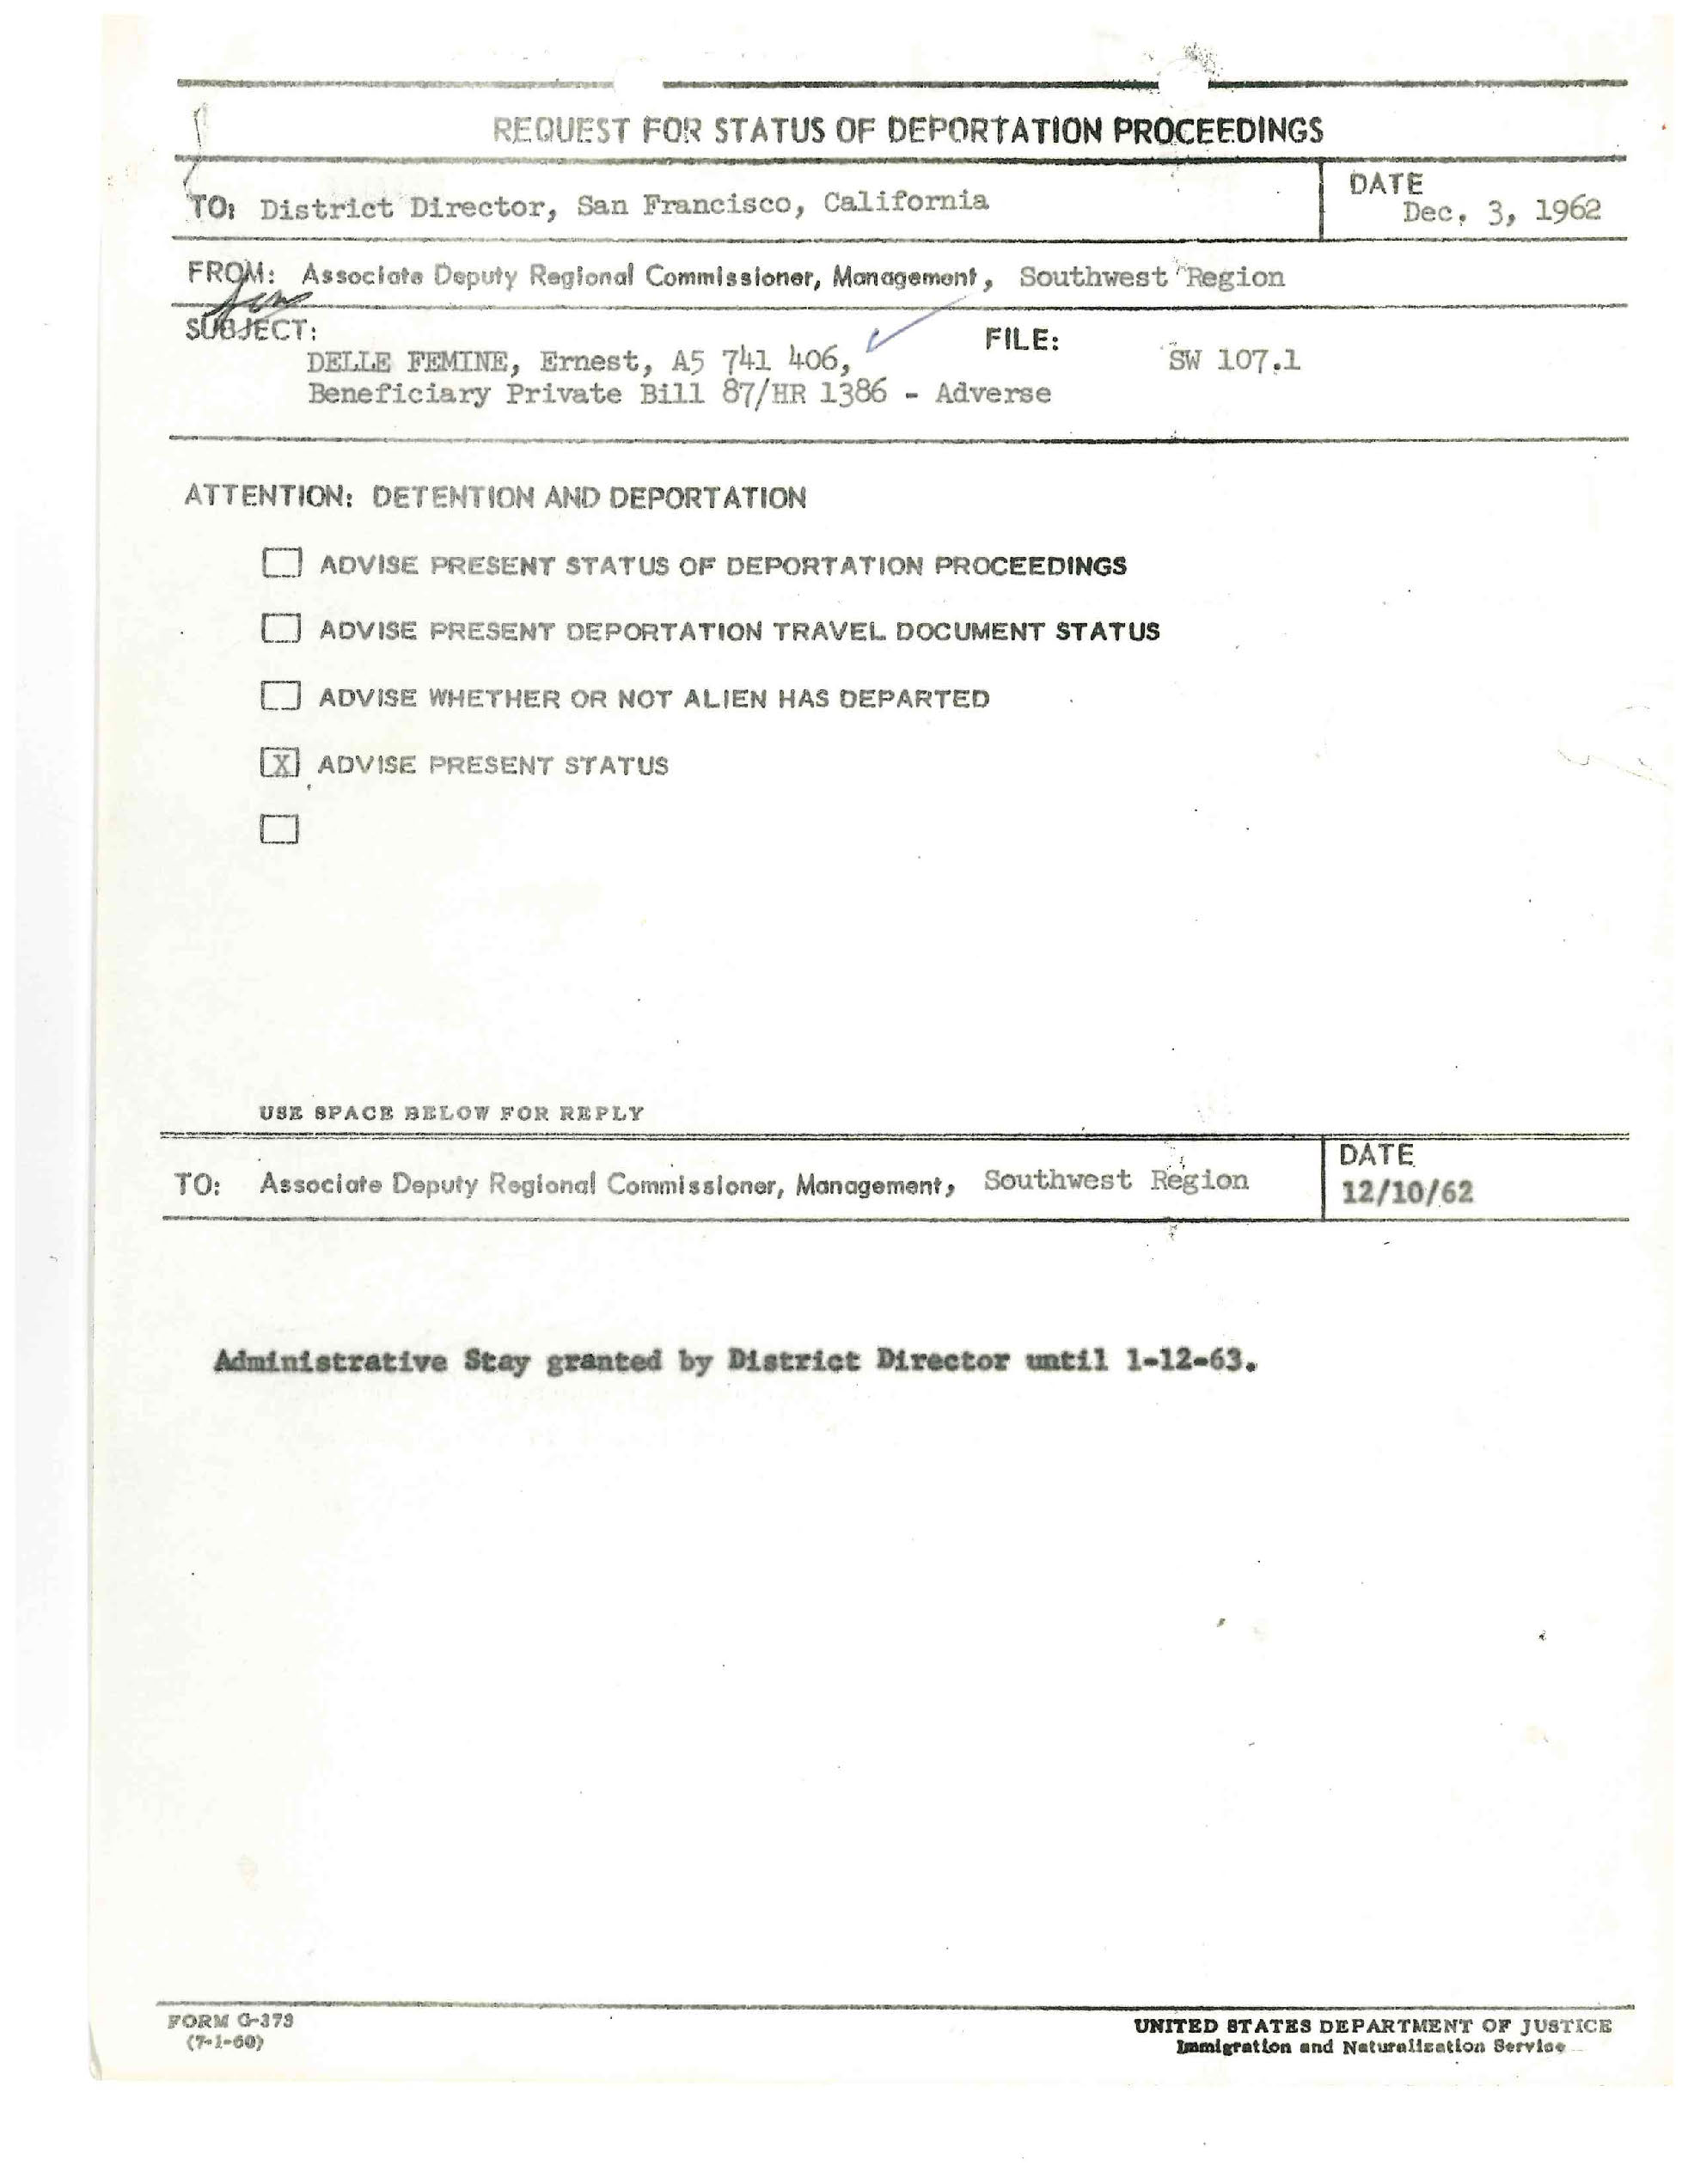 REQUEST FOR STATUS OF DEPORTATION PROCEEDINGS
TO: District Director, San Francisco, California
DATE
Dec. 3, 1962
FROM: Associate Deputy Regional Commissioner, Management, Southwest Region
SUBJECT:
FILE:
DELLE FEMINE, Ernest, A5 741 406,
SW 107.1
Beneficiary Private Bill 87/HR 1386 - Adverse
ATTENTION: DETENTION AND DEPORTATION
ADVISE PRESENT STATUS OF DEPORTATION PROCEEDINGS
ADVISE PRESENT DEPORTATION TRAVEL DOCUMENT STATUS
ADVISE WHETHER OR NOT ALIEN HAS DEPARTED
X ADVISE PRESENT STATUS
USE SPACE BELOW FOR REPLY
TO: Associate Deputy Regional Commissioner, Management, Southwest Region
DATE
12/10/62
Administrative Stay granted by District Director until 1-12-63.
FORM G-373
(7-1-60)
UNITED STATES DEPARTMENT OF JUSTICE
Immigration and Naturalization Service